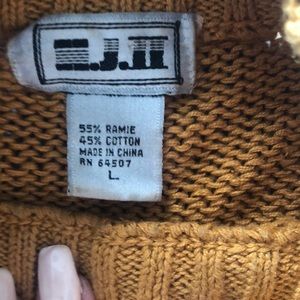 I.J.II
55% RAMIE
45% COTTON
MADE IN CHINA
RN 64507
L